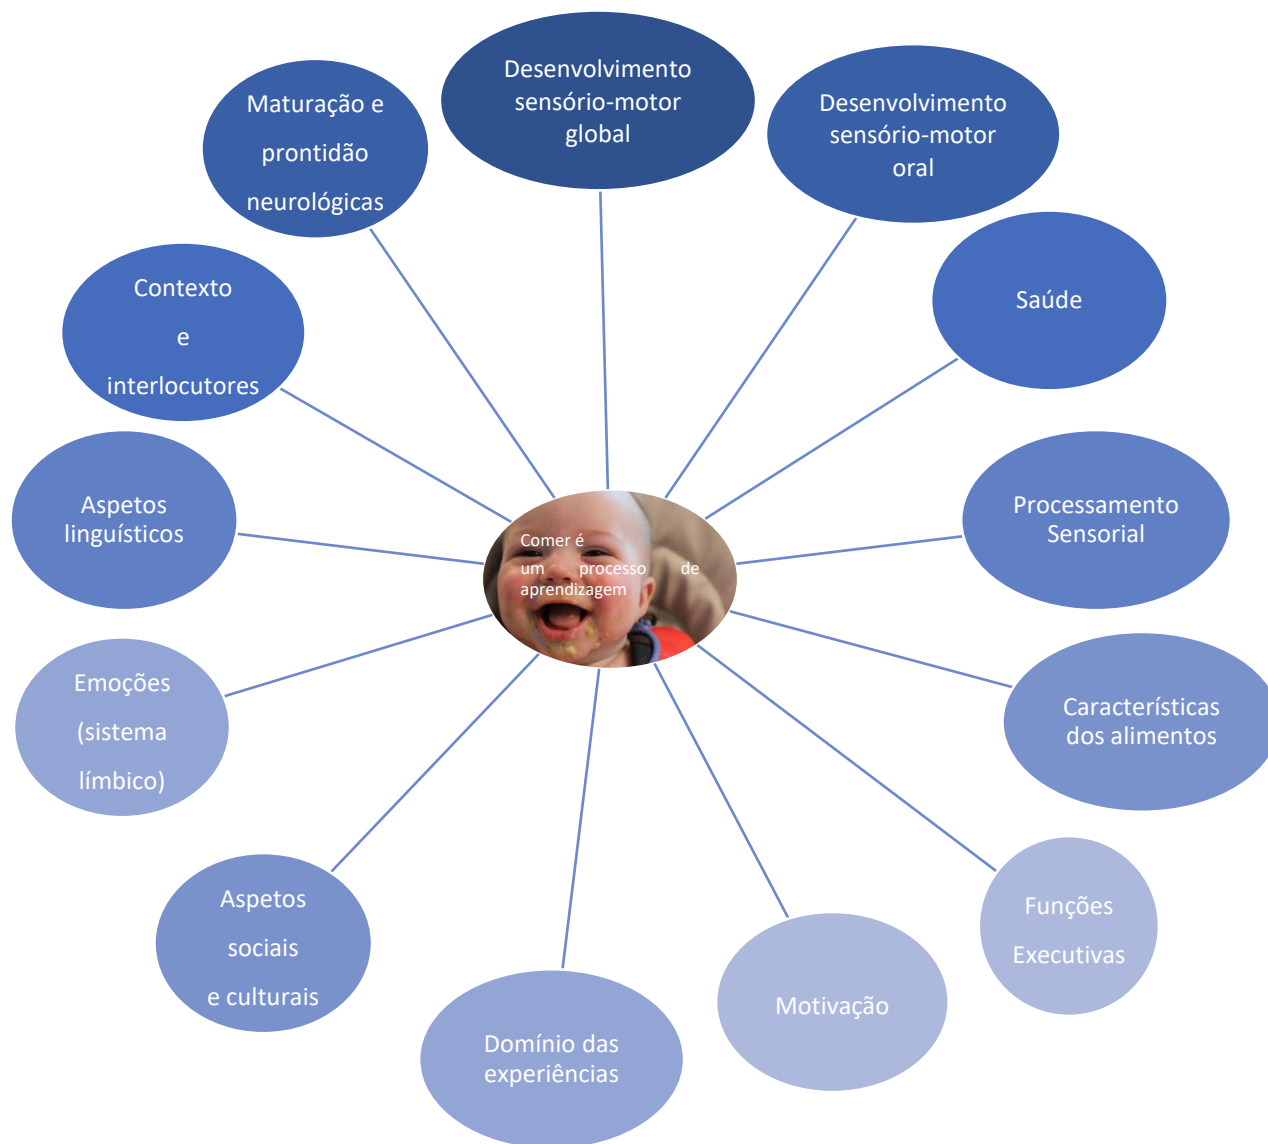 Desenvolvimento
sensório-motor
global
Desenvolvimento
sensório-motor
oral
Saúde
Processamento
Sensorial
Características
dos alimentos
Funções
Executivas
Motivação
Domínio das
experiências
Aspetos
sociais
e culturais
Emoções
(sistema
límbico)
Aspetos
linguísticos
Contexto
e
interlocutores
Maturação e
prontidão
neurológicas
Comer é
um processo de
aprendizagem